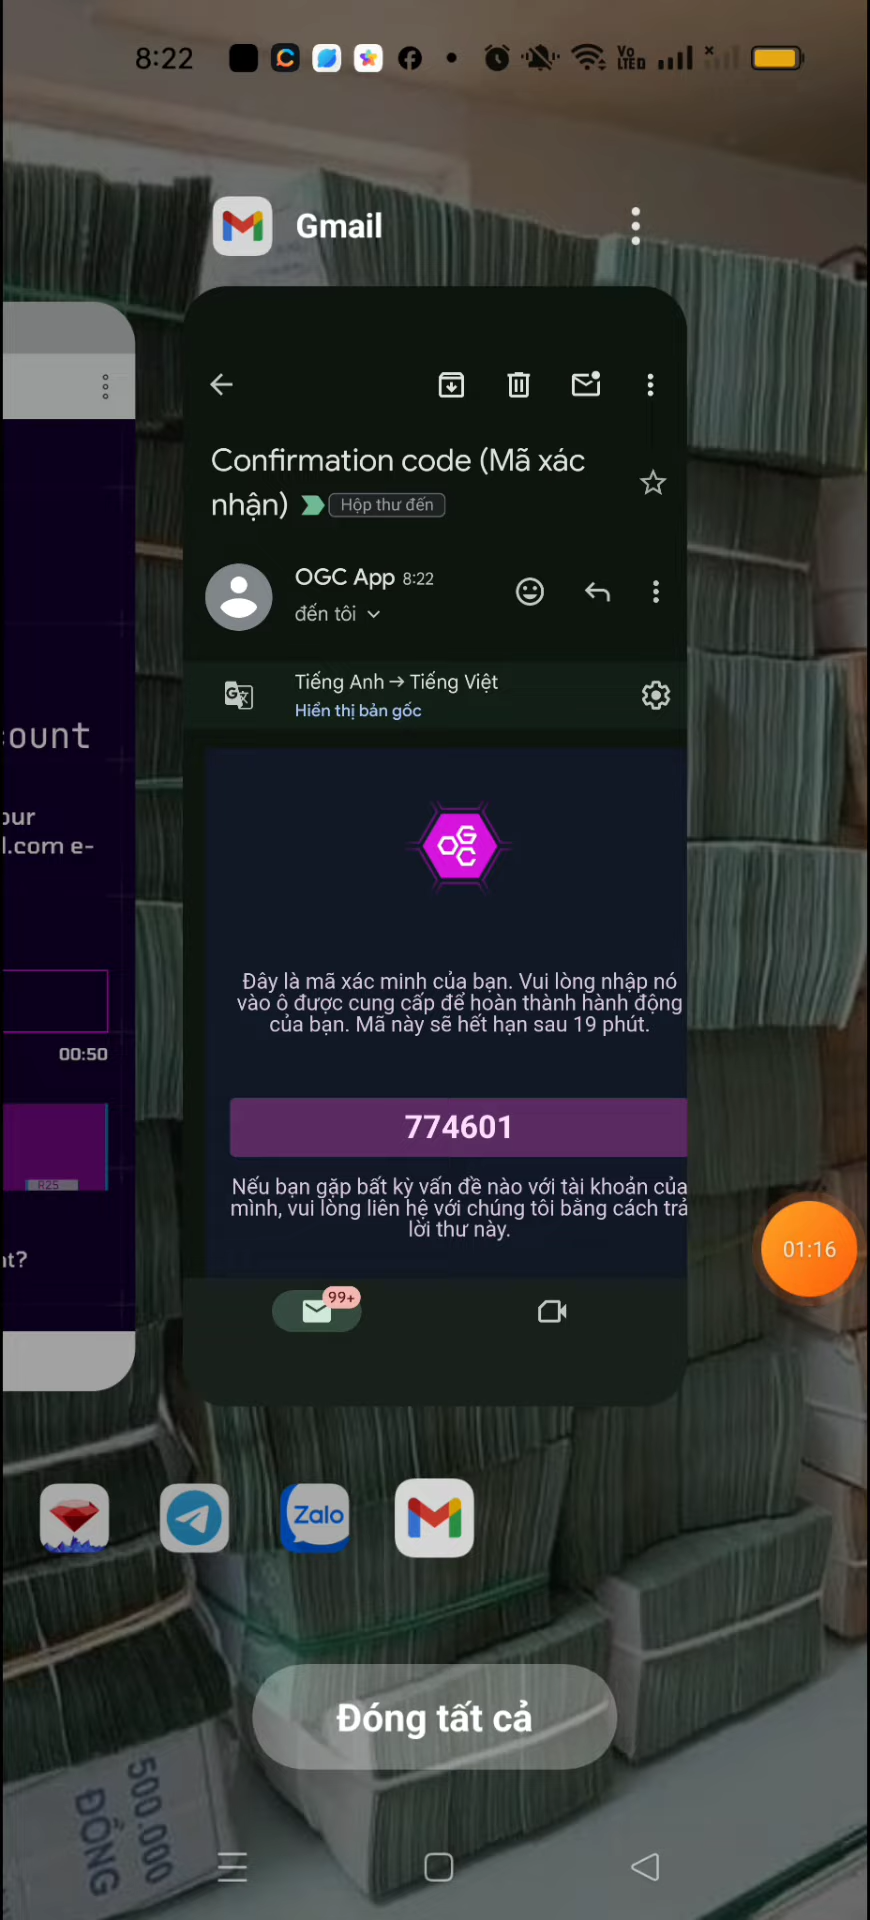 8:22
Vo
LTED
Gmail
Confirmation code (Mã xác
nhận) Hộp thư đến
OGC App 8:22
đến tôi
Tiếng Anh → Tiếng Việt
Hiển thị bản gốc
OGC
Đây là mã xác minh của bạn. Vui lòng nhập nó
vào ô được cung cấp để hoàn thành hành động
của bạn. Mã này sẽ hết hạn sau 19 phút.
774601
Nếu bạn gặp bất kỳ vấn đề nào với tài khoản của
mình, vui lòng liên hệ với chúng tôi bằng cách trả
lời thư này.
99+
ount
our
l.com e-
00:50
A25
nt?
01:16
Zalo
Đóng tất cả
500.000
ĐỒNG